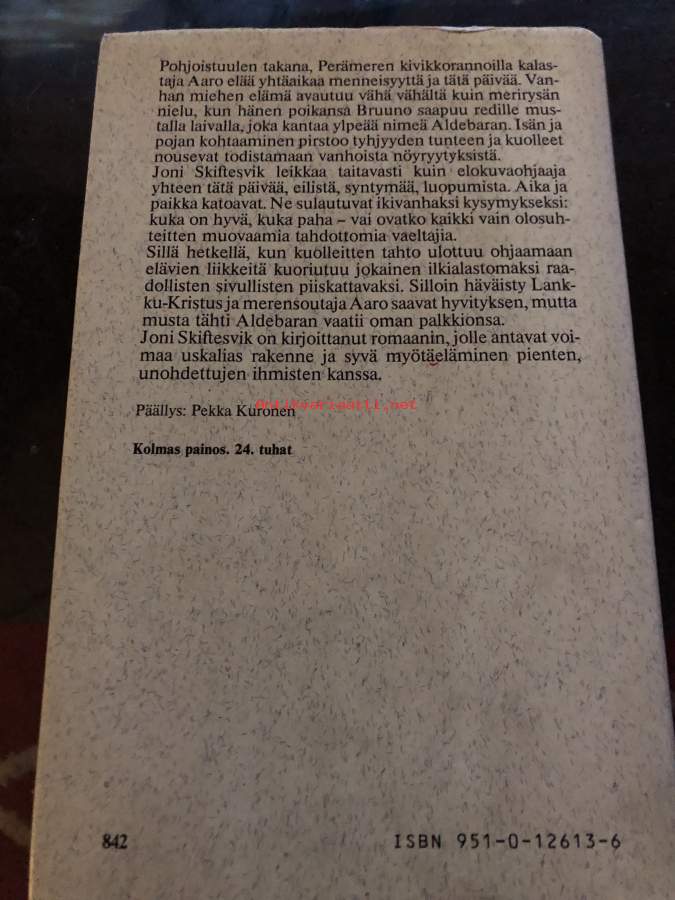 Pohjoistuulen takana, Perämeren kivikkorannoilla kalas-
taja Aaro elää yhtäaikaa menneisyyttä ja tätä päivää. Van-
han miehen elämä avautuu vähä vähältä kuin merirysän
nielu, kun hänen poikansa Bruuno saapuu redille mus-
talla laivalla, joka kantaa ylpeää nimeä Aldebaran. Isän ja
pojan kohtaaminen pirstoo tyhjyyden tunteen ja kuolleet
nousevat todistamaan vanhoista nöyryytyksistä.
Joni Skiftesvik leikkaa taitavasti kuin elokuvaohjaaja
yhteen tätä päivää, eilistä, syntymää, luopumista. Aika ja
paikka katoavat. Ne sulautuvat ikivanhaksi kysymykseksi:
kuka on hyvä, kuka paha – vai ovatko kaikki vain olosuh-
teitten muovaamia tahdottomia vaeltajia.
Sillä hetkellä, kun kuolleitten tahto ulottuu ohjaamaan
elävien liikkeitä kuoriutuu jokainen ilkialastomaksi raa-
dollisten sivullisten piiskattavaksi. Silloin häväisty Lank-
ku-Kristus ja merensoutaja Aaro saavat hyvityksen, mutta
musta tähti Aldebaran vaatii oman palkkionsa.
Joni Skiftesvik on kirjoittanut romaanin, jolle antavat voi-
maa uskalias rakenne ja syvä myötäeläminen pienten,
unohdettujen ihmisten kanssa.
Antikvariaatti.net
Päällys: Pekka Kuronen
Kolmas painos. 24. tuhat
842
ISBN 951-0-12613-6